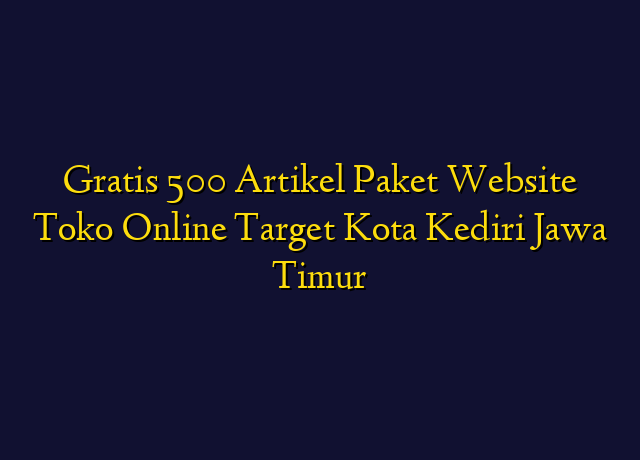 Gratis 500 Artikel Paket Website
Toko Online Target Kota Kediri Jawa
Timur